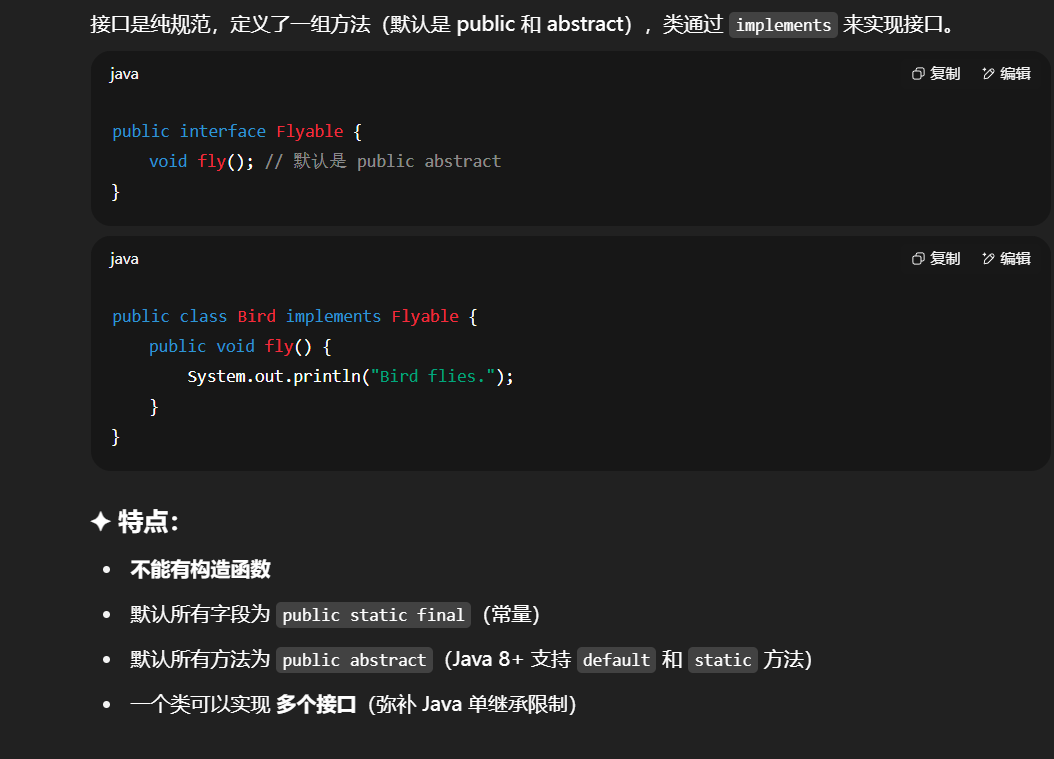 接口是纯规范，定义了一组方法（默认是 public 和 abstract），类通过 implements 来实现接口。
java
复制 编辑
public interface Flyable {
    void fly(); // 默认是 public abstract
}
java
复制 编辑
public class Bird implements Flyable {
    public void fly() {
        System.out.println("Bird flies.");
    }
}
✦ 特点：
• 不能有构造函数
• 默认所有字段为 public static final（常量）
• 默认所有方法为 public abstract（Java 8+ 支持 default 和 static 方法）
• 一个类可以实现 多个接口（弥补 Java 单继承限制）